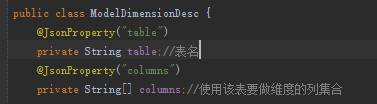 public class ModelDimensionDesc {
@JsonProperty("table")
private String table;//表名
@JsonProperty("columns")
private String[] columns;//使用该表要做维度的列集合